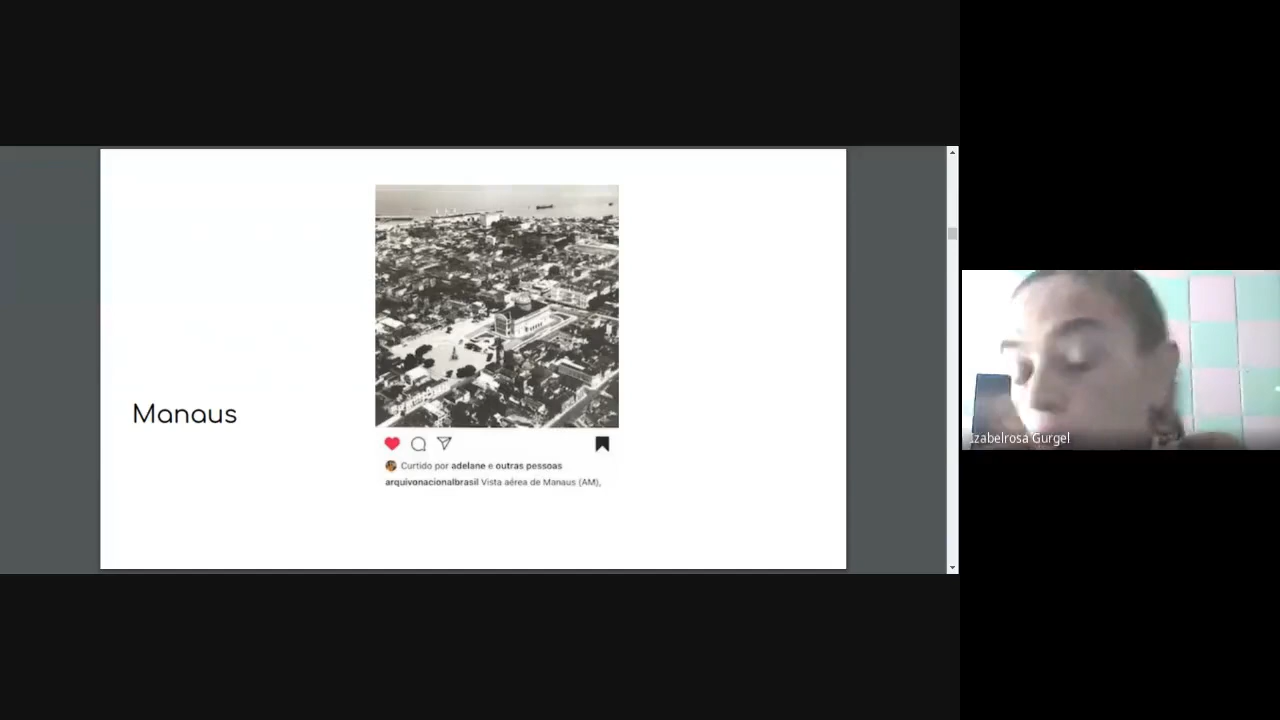 Manaus
Curtido por adelane e outras pessoas
arquivonacionalbrasil Vista aérea de Manaus (AM),
Izabelrosa Gurgel